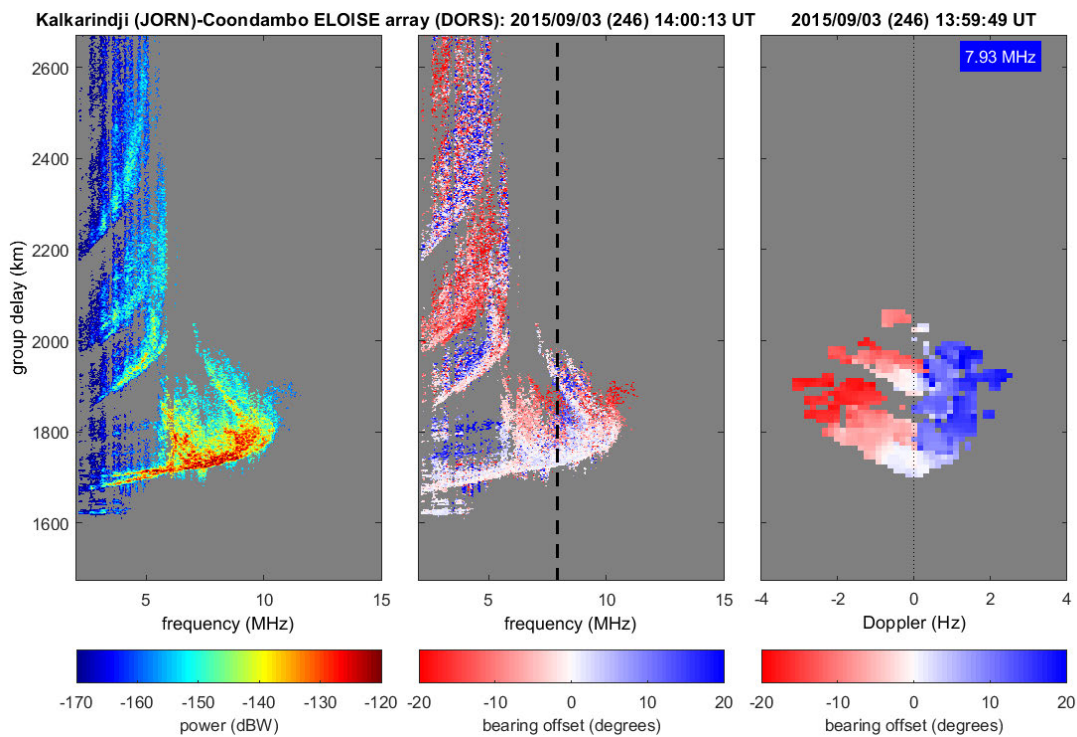 Kalkarindji (JORN)-Coondambo ELOISE array (DORS): 2015/09/03 (246) 14:00:13 UT
2015/09/03 (246) 13:59:49 UT
7.93 MHz
group delay (km)
2600
2400
2200
2000
1800
1600
5 10 15
5 10 15
-4 -2 0 2 4
frequency (MHz)
frequency (MHz)
Doppler (Hz)
-170 -160 -150 -140 -130 -120
-20 -10 0 10 20
-20 -10 0 10 20
power (dBW)
bearing offset (degrees)
bearing offset (degrees)